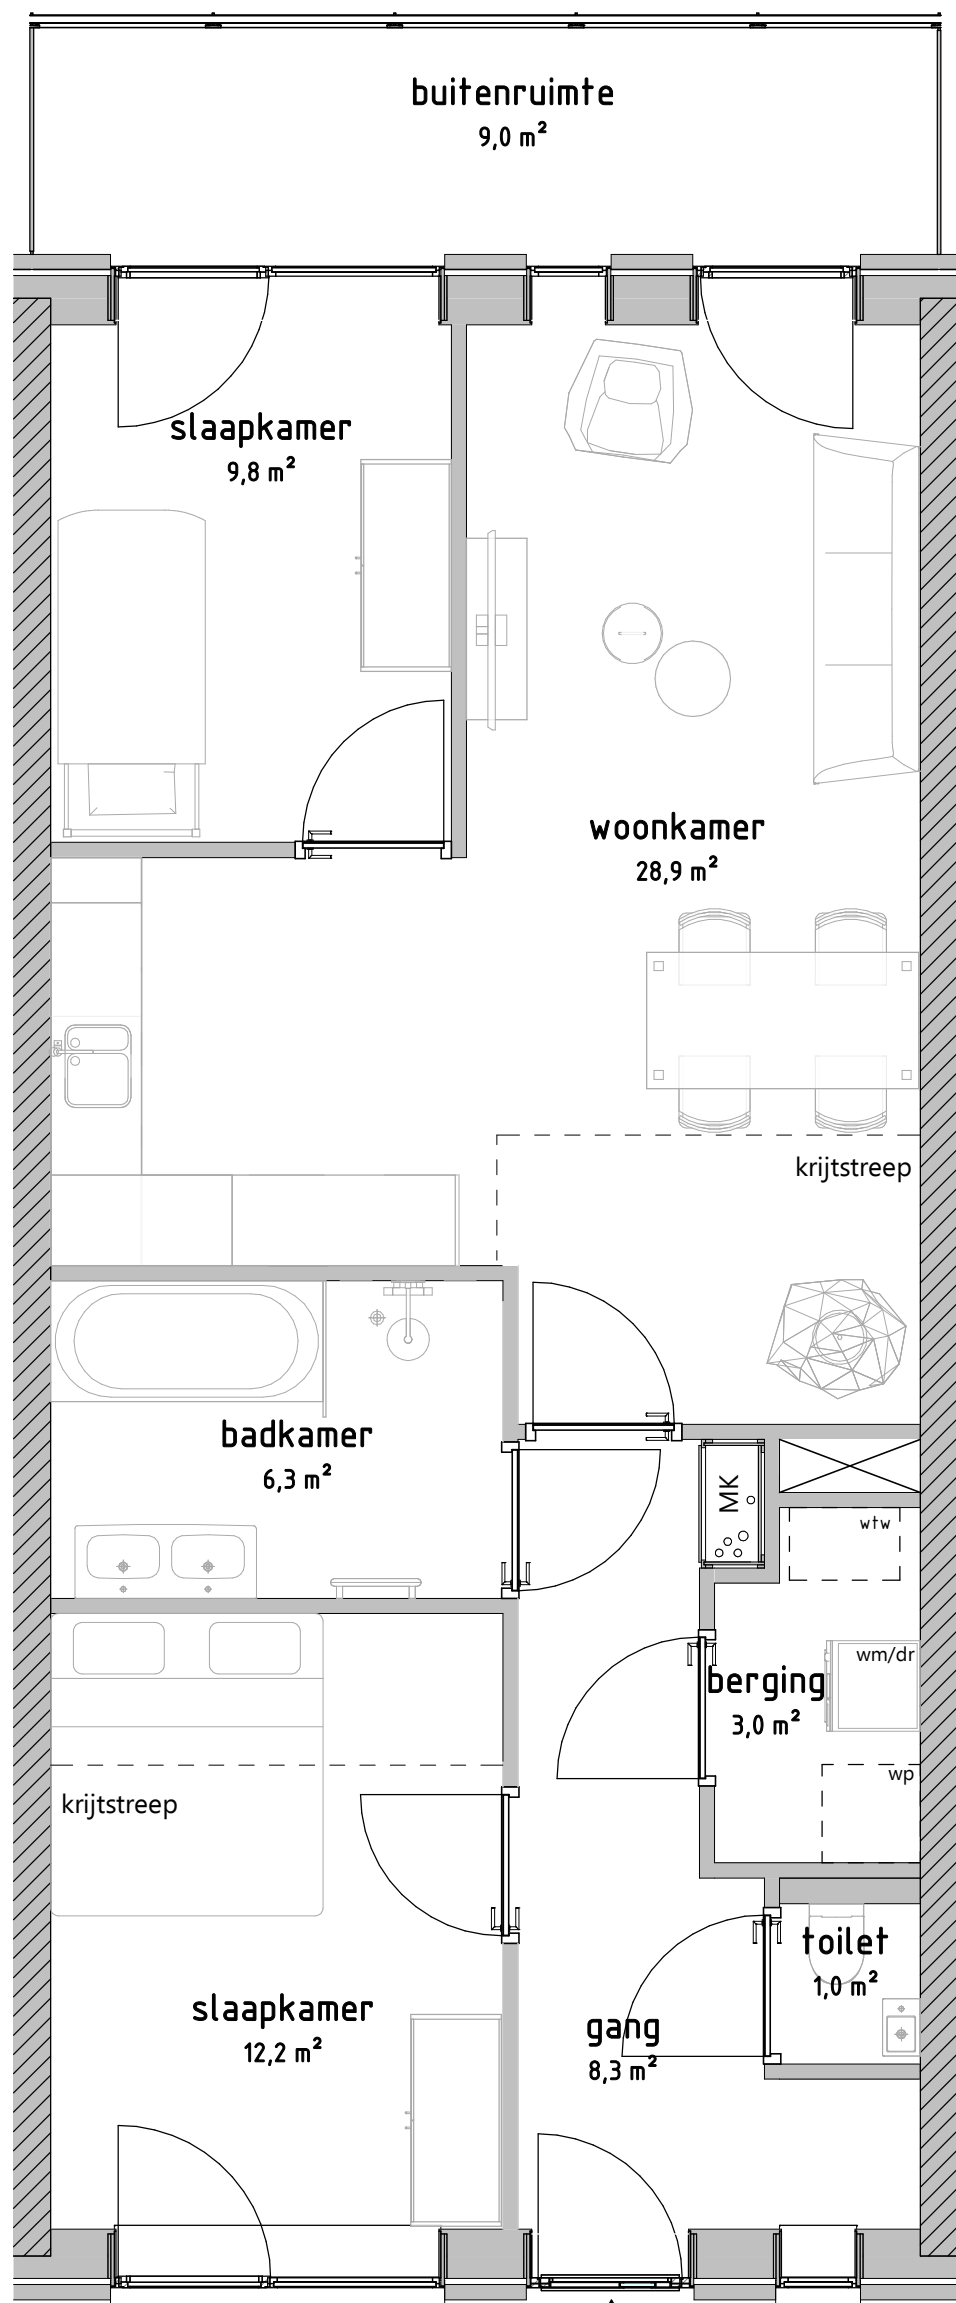 buitenruimte
9,0 m²
slaapkamer
9,8 m²
woonkamer
28,9 m²
krijtstreep
badkamer
6,3 m²
MK
wtw
wm/dr
berging
3,0 m²
wp
krijtstreep
toilet
1,0 m²
slaapkamer
12,2 m²
gang
8,3 m²